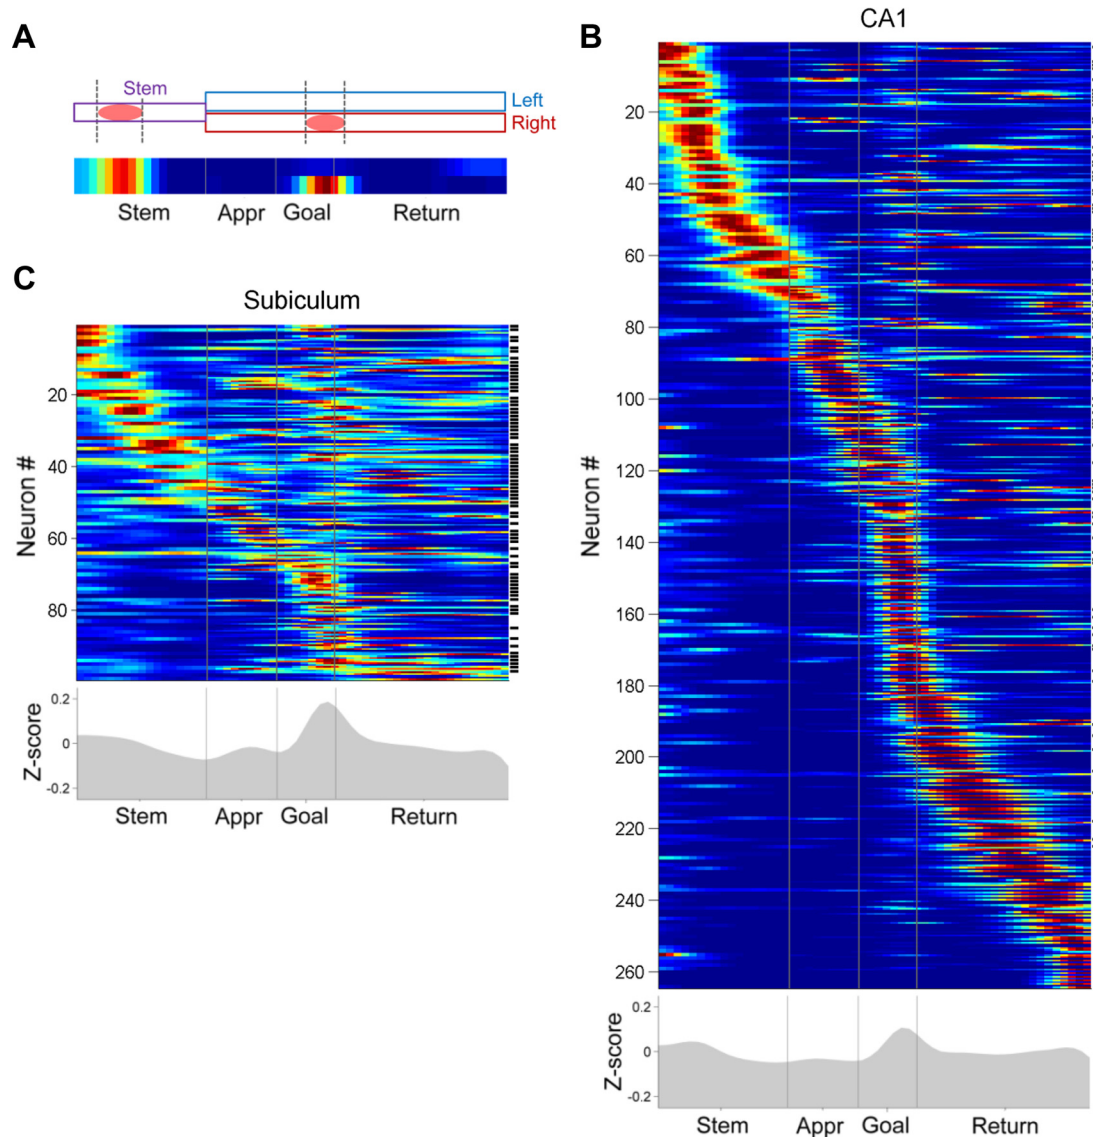 A
Stem
Left
Right
Stem Appr Goal Return
B
CA1
20
40
60
80
100
120
140
160
180
200
220
240
260
Neuron #
0.2
0
-0.2
Z-score
Stem Appr Goal Return
C
Subiculum
20
40
60
80
Neuron #
0.2
0
-0.2
Z-score
Stem Appr Goal Return